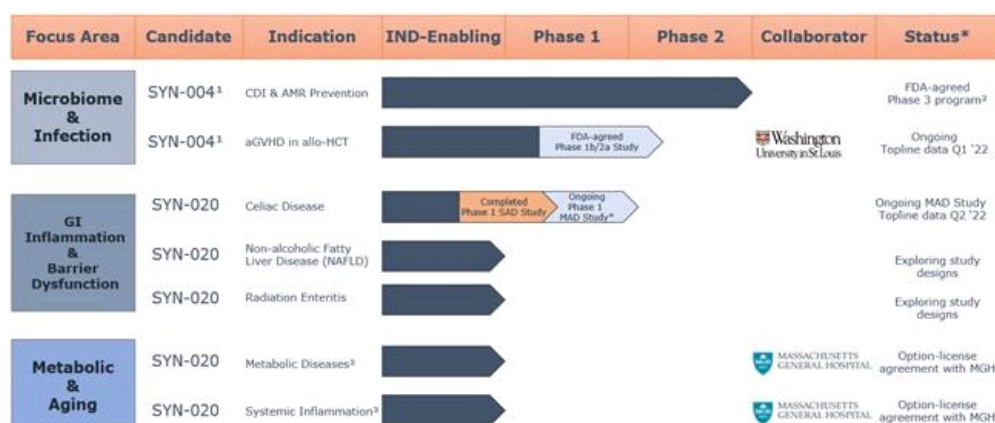 Focus Area Candidate Indication IND-Enabling Phase 1 Phase 2 Collaborator Status*
Microbiome
&
Infection
SYN-004¹ CDI & AMR Prevention
FDA-agreed
Phase 3 program²
SYN-004¹ aGVHD in allo-HCT
FDA-agreed
Phase 1b/2a Study
Washington
University in St. Louis
Ongoing
Topline data Q1 '22
GI
Inflammation
&
Barrier
Dysfunction
SYN-020 Celiac Disease
Completed
Phase 1 SAD Study
Ongoing
Phase 1
MAD Study
Ongoing MAD Study
Topline data Q2 '22
SYN-020
Non-alcoholic Fatty
Liver Disease (NAFLD)
Exploring study
designs
SYN-020 Radiation Enteritis
Exploring study
designs
Metabolic
&
Aging
SYN-020 Metabolic Diseases³
MASSACHUSETTS
GENERAL HOSPITAL
Option-license
agreement with MGH
SYN-020 Systemic Inflammation³
MASSACHUSETTS
GENERAL HOSPITAL
Option-license
agreement with MGH